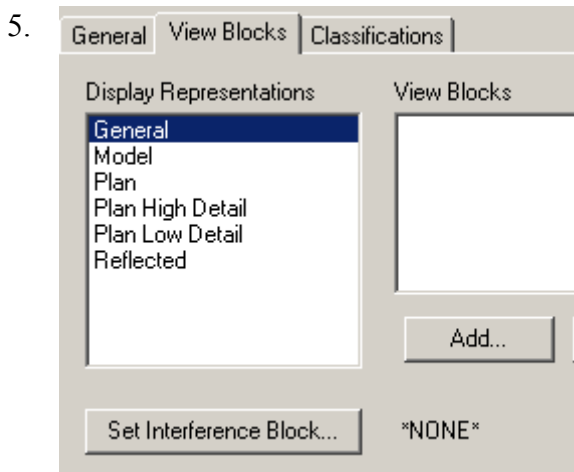 5.
General View Blocks Classifications
Display Representations View Blocks
General
Model
Plan
Plan High Detail
Plan Low Detail
Reflected
Add...
Set Interference Block... *NONE*